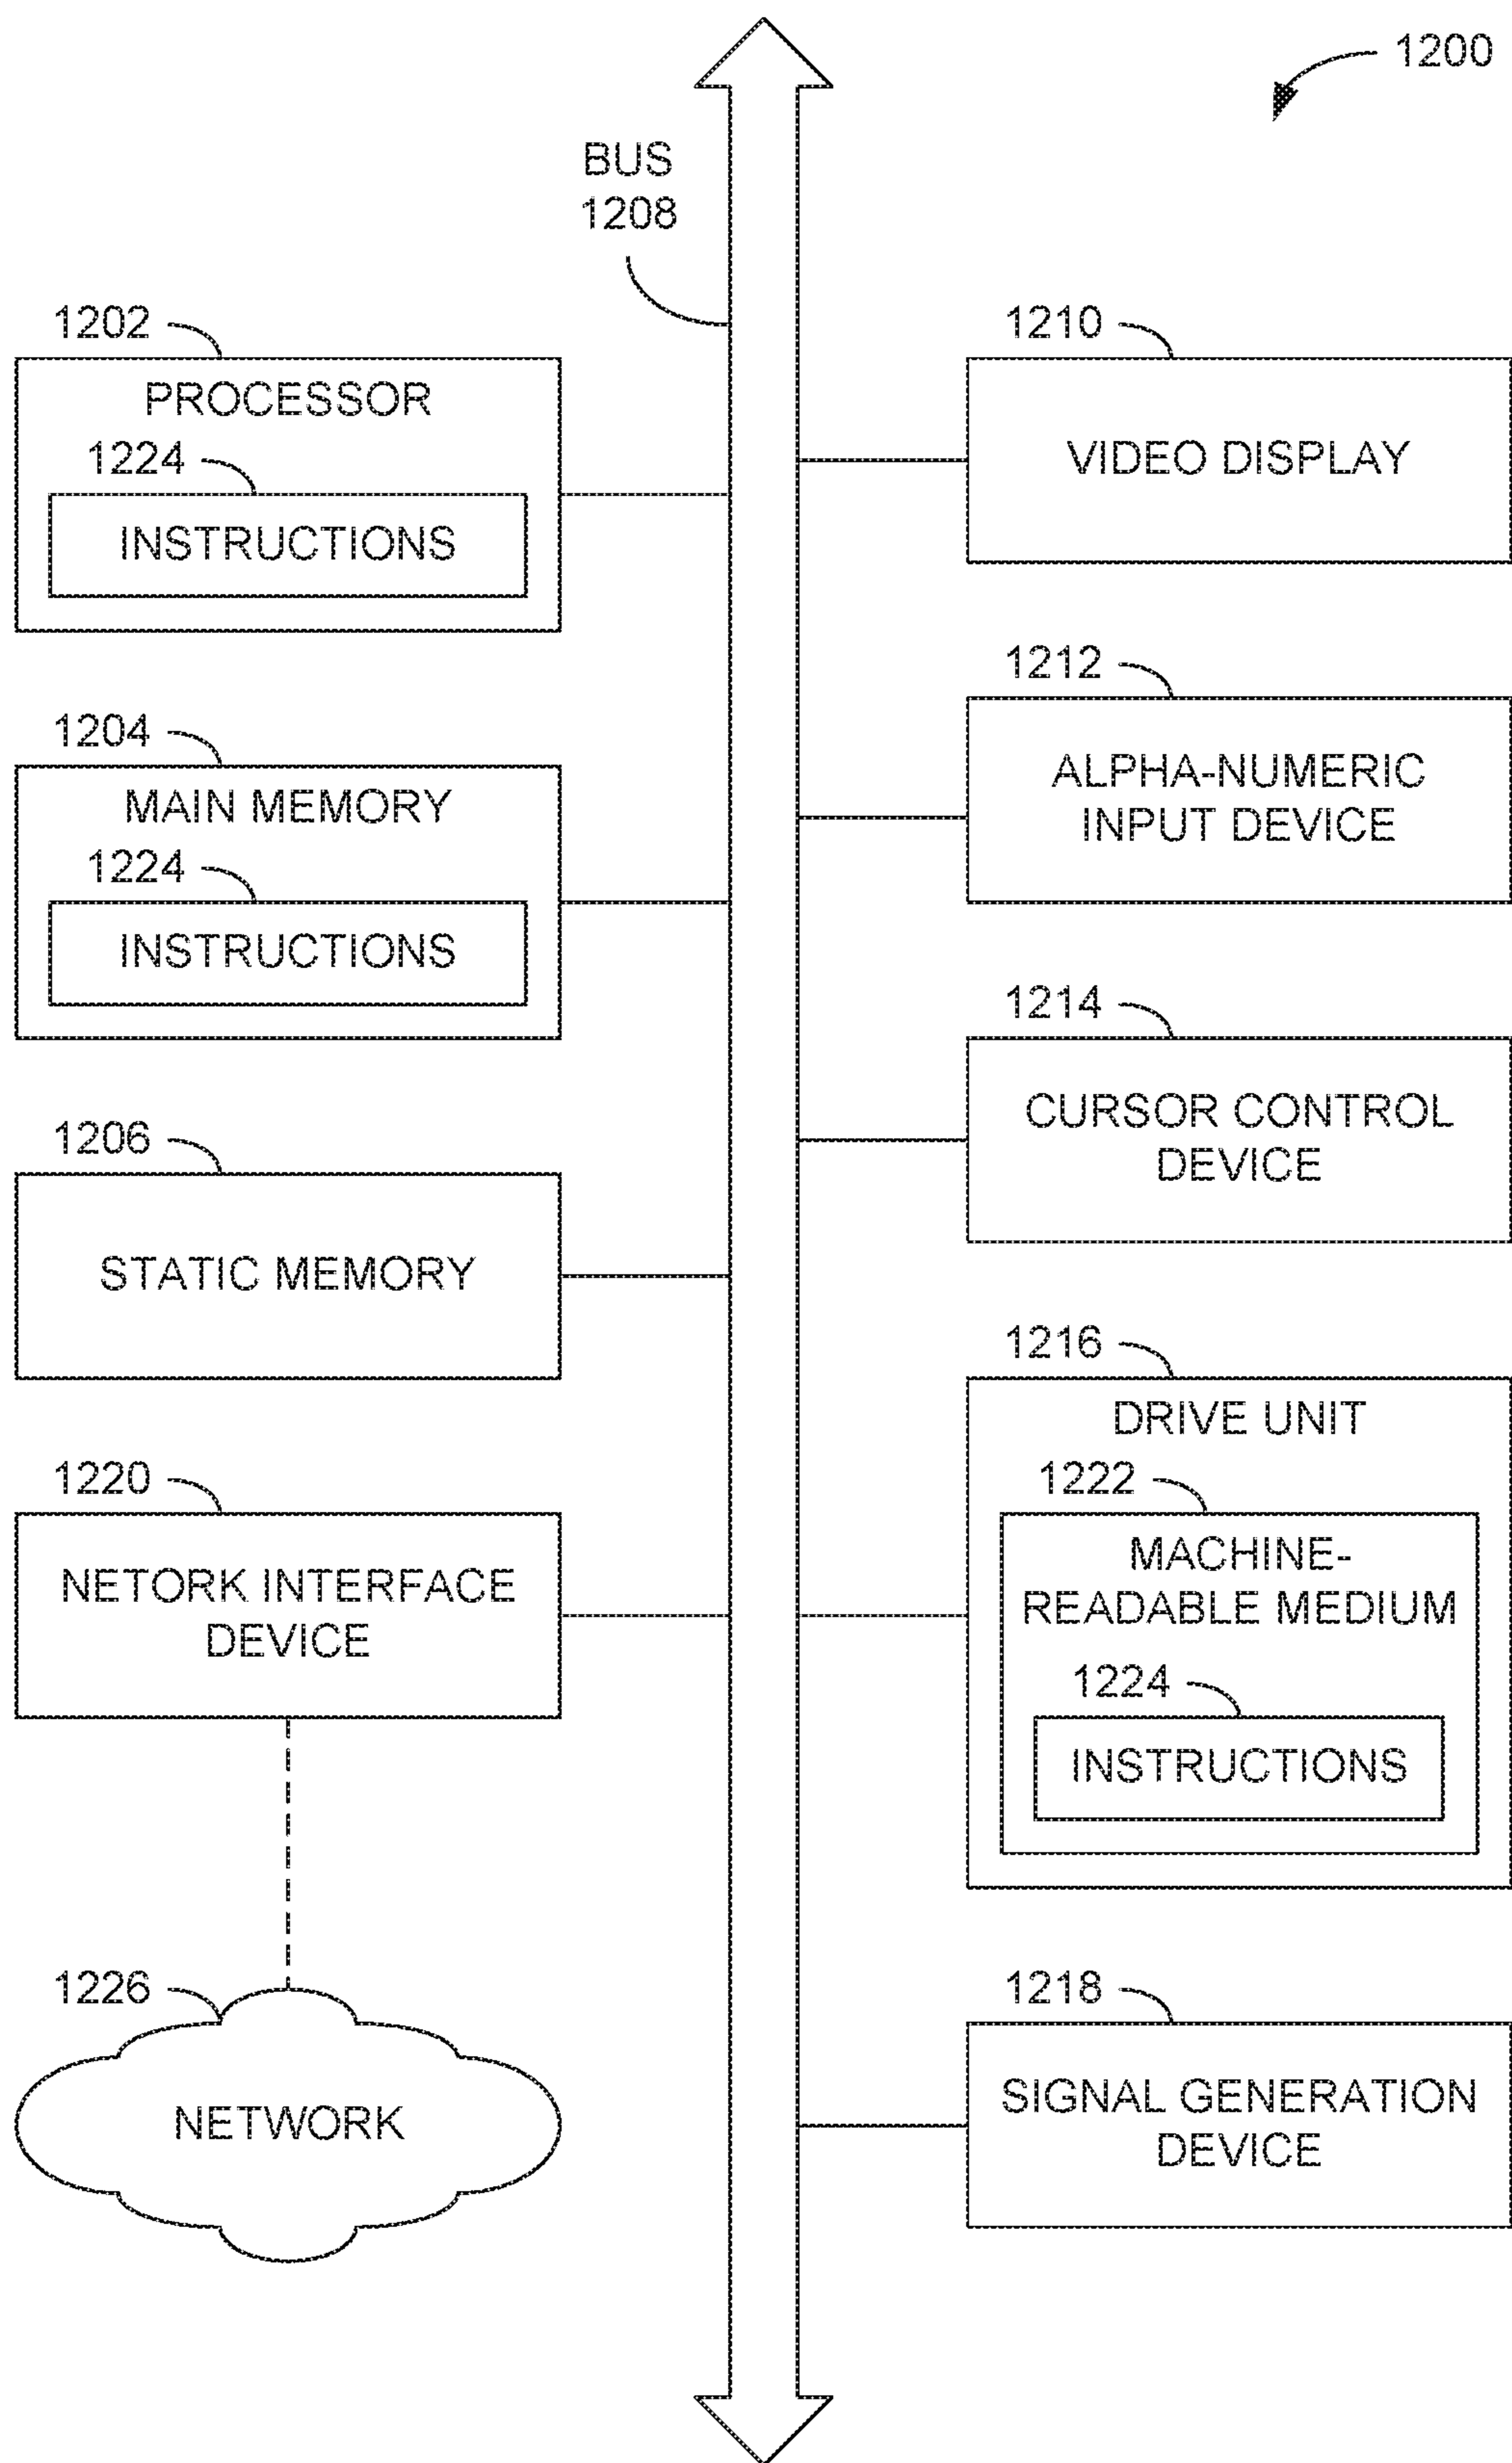 1200
BUS
1208
1202
PROCESSOR
1224
INSTRUCTIONS
1204
MAIN MEMORY
1224
INSTRUCTIONS
1206
STATIC MEMORY
1220
NETORK INTERFACE
DEVICE
1226
NETWORK
1210
VIDEO DISPLAY
1212
ALPHA-NUMERIC
INPUT DEVICE
1214
CURSOR CONTROL
DEVICE
1216
DRIVE UNIT
1222
MACHINE-
READABLE MEDIUM
1224
INSTRUCTIONS
1218
SIGNAL GENERATION
DEVICE